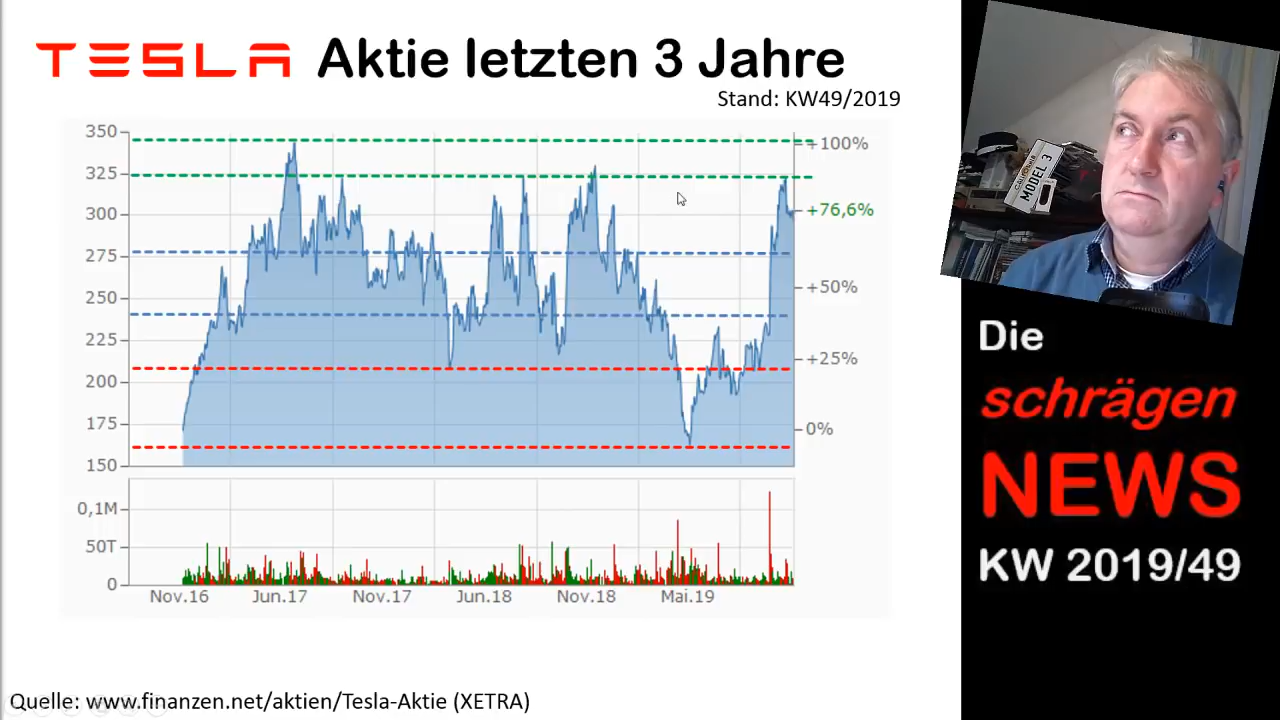 TESLA Aktie letzten 3 Jahre
Stand: KW49/2019
350
325
300
275
250
225
200
175
150
+100%
+76,6%
+50%
+25%
0%
0,1M
50T
0
Nov.16 Jun.17 Nov.17 Jun.18 Nov.18 Mai.19
Quelle: www.finanzen.net/aktien/Tesla-Aktie (XETRA)
MODEL 3
Die
schrägen
NEWS
KW 2019/49